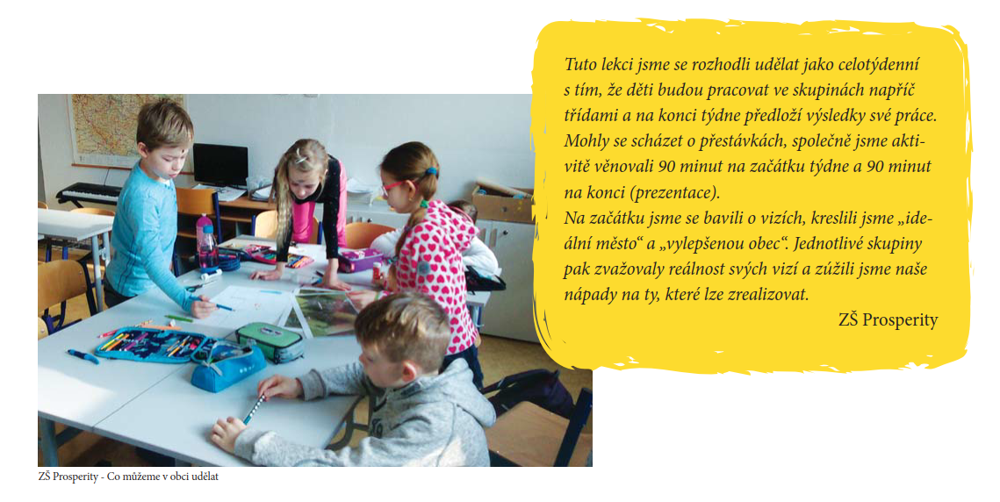 Tuto lekci jsme se rozhodli udělat jako celotýdenní
s tím, že děti budou pracovat ve skupinách napříč
třídami a na konci týdne předloží výsledky své práce.
Mohly se scházet o přestávkách, společně jsme akti-
vitě věnovali 90 minut na začátku týdne a 90 minut
na konci (prezentace).
Na začátku jsme se bavili o vizích, kreslili jsme „ide-
ální město“ a „vylepšenou obec“. Jednotlivé skupiny
pak zvažovaly reálnost svých vizí a zúžili jsme naše
nápady na ty, které lze zrealizovat.
ZŠ Prosperity
ZŠ Prosperity - Co můžeme v obci udělat